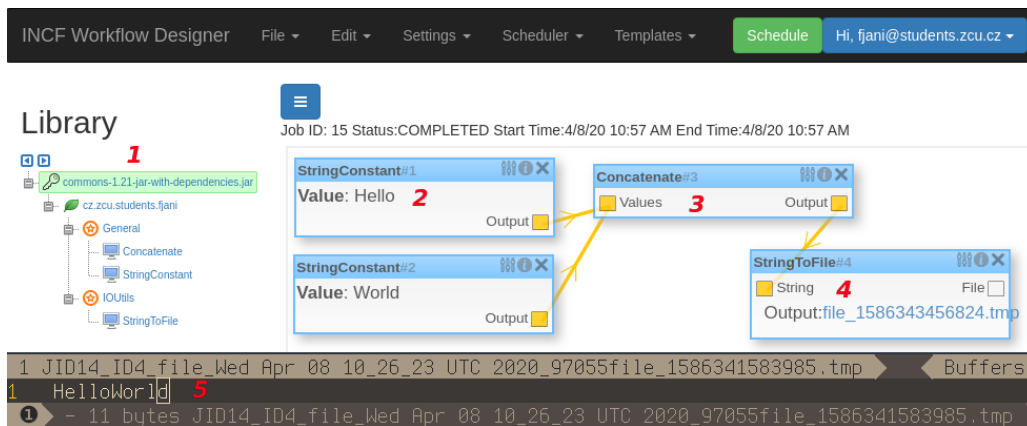 INCF Workflow Designer File Edit Settings Scheduler Templates Schedule Hi, fjani@students.zcu.cz
Library
Job ID: 15 Status:COMPLETED Start Time:4/8/20 10:57 AM End Time:4/8/20 10:57 AM
1
commons-1.21-jar-with-dependencies.jar
cz.zcu.students.fjani
General
Concatenate
StringConstant
IOUtils
StringToFile
StringConstant#1
Value: Hello 2
Output
StringConstant#2
Value: World
Output
Concatenate#3
Values 3 Output
StringToFile#4
String 4 File
Output:file_1586343456824.tmp
1 JID14_ID4_file_Wed Apr 08 10_26_23 UTC 2020_97055file_1586341583985.tmp Buffers
1 HelloWorld 5
1 - 11 bytes JID14_ID4_file_Wed Apr 08 10_26_23 UTC 2020_97055file_1586341583985.tmp